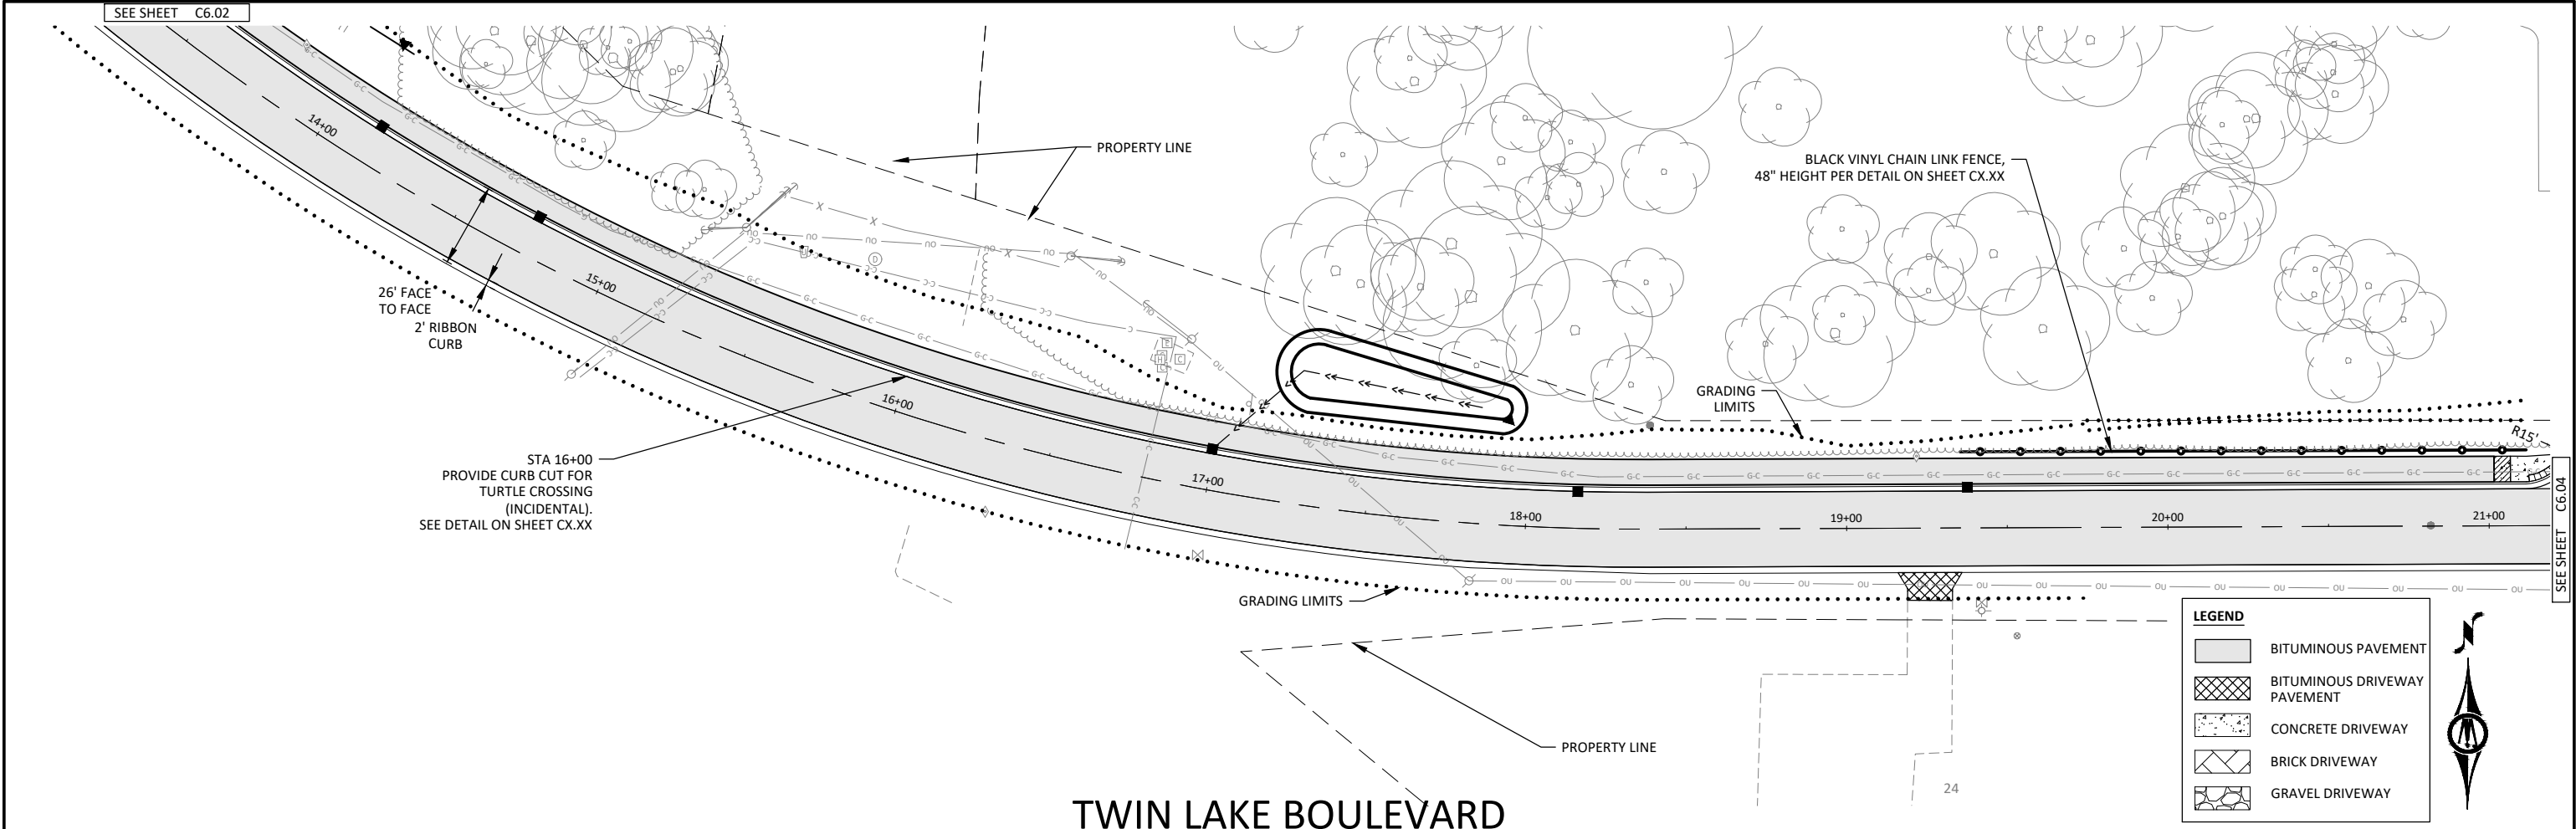 SEE SHEET C6.02
14+00
15+00
16+00
17+00
18+00
19+00
20+00
21+00
PROPERTY LINE
BLACK VINYL CHAIN LINK FENCE,
48" HEIGHT PER DETAIL ON SHEET CX.XX
26' FACE
TO FACE
2' RIBBON
CURB
GRADING
LIMITS
R15'
STA 16+00
PROVIDE CURB CUT FOR
TURTLE CROSSING
(INCIDENTAL).
SEE DETAIL ON SHEET CX.XX
GRADING LIMITS
PROPERTY LINE
24
SEE SHEET C6.04
LEGEND
BITUMINOUS PAVEMENT
BITUMINOUS DRIVEWAY
PAVEMENT
CONCRETE DRIVEWAY
BRICK DRIVEWAY
GRAVEL DRIVEWAY
N
TWIN LAKE BOULEVARD